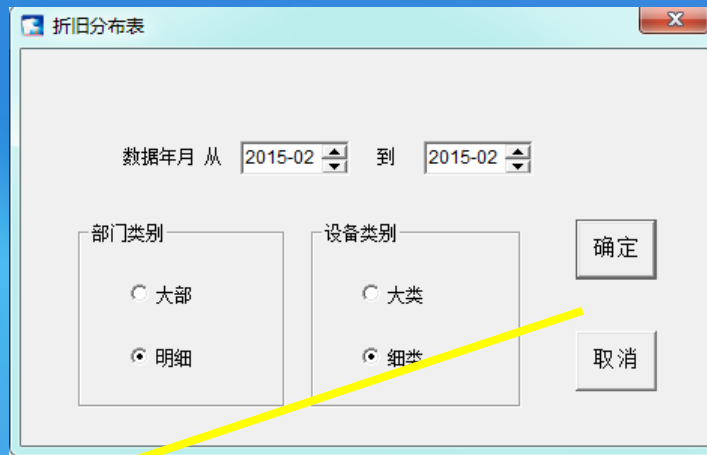 折旧分布表
数据年月 从 2015-02 到 2015-02
部门类别
大部
明细
设备类别
大类
细类
确定
取消